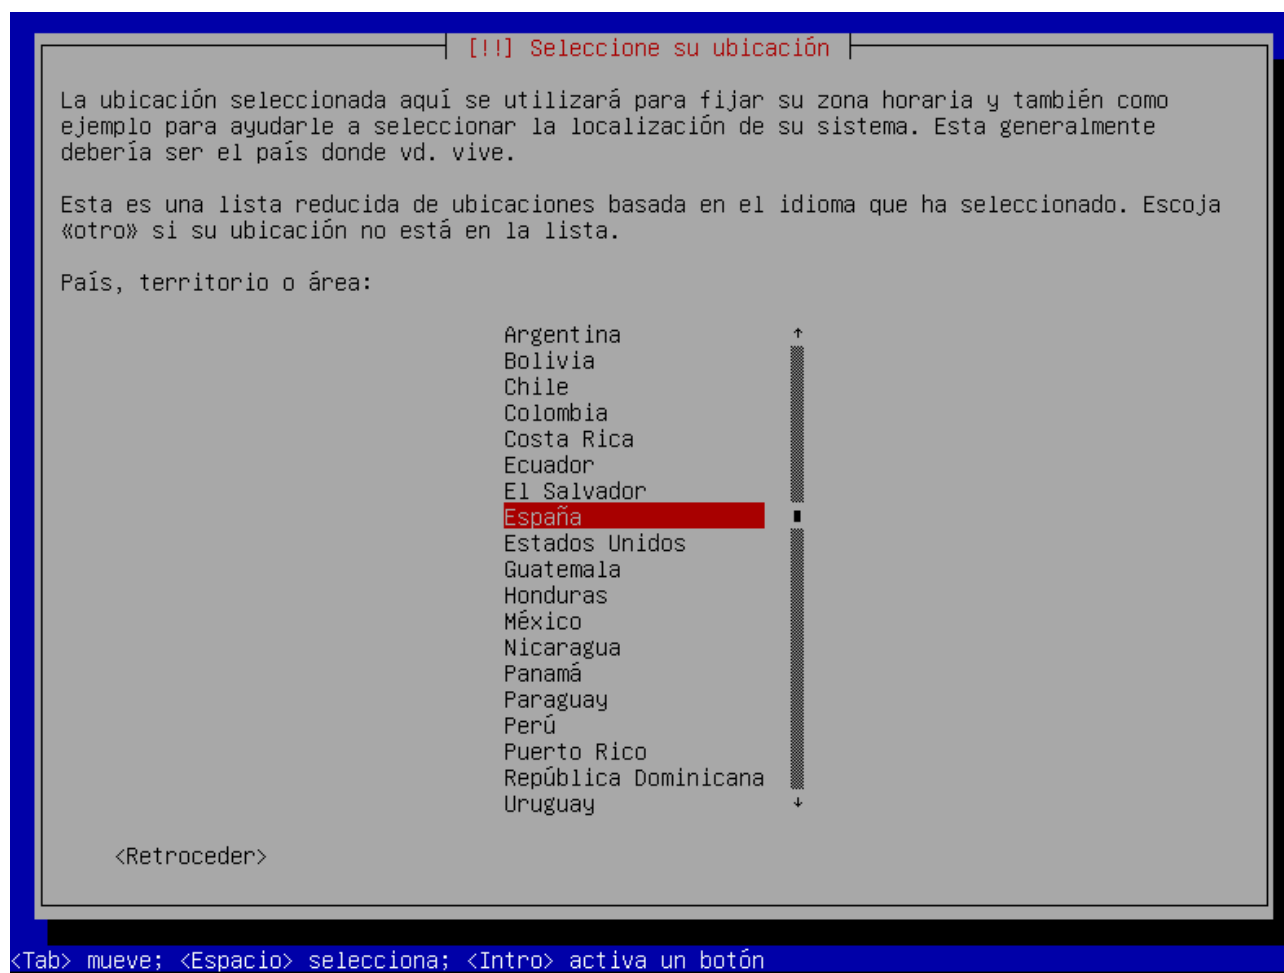 [!!] Seleccione su ubicación
La ubicación seleccionada aquí se utilizará para fijar su zona horaria y también como
ejemplo para ayudarle a seleccionar la localización de su sistema. Esta generalmente
debería ser el país donde vd. vive.
Esta es una lista reducida de ubicaciones basada en el idioma que ha seleccionado. Escoja
«otro» si su ubicación no está en la lista.
País, territorio o área:
Argentina
Bolivia
Chile
Colombia
Costa Rica
Ecuador
El Salvador
España
Estados Unidos
Guatemala
Honduras
México
Nicaragua
Panamá
Paraguay
Perú
Puerto Rico
República Dominicana
Uruguay
<Retroceder>
<Tab> mueve; <Espacio> selecciona; <Intro> activa un botón